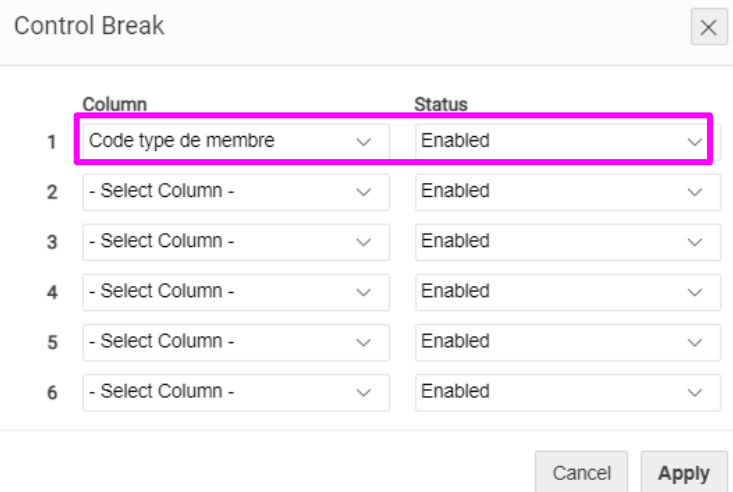 Control Break
Column Status
1 Code type de membre Enabled
2 - Select Column - Enabled
3 - Select Column - Enabled
4 - Select Column - Enabled
5 - Select Column - Enabled
6 - Select Column - Enabled
Cancel Apply